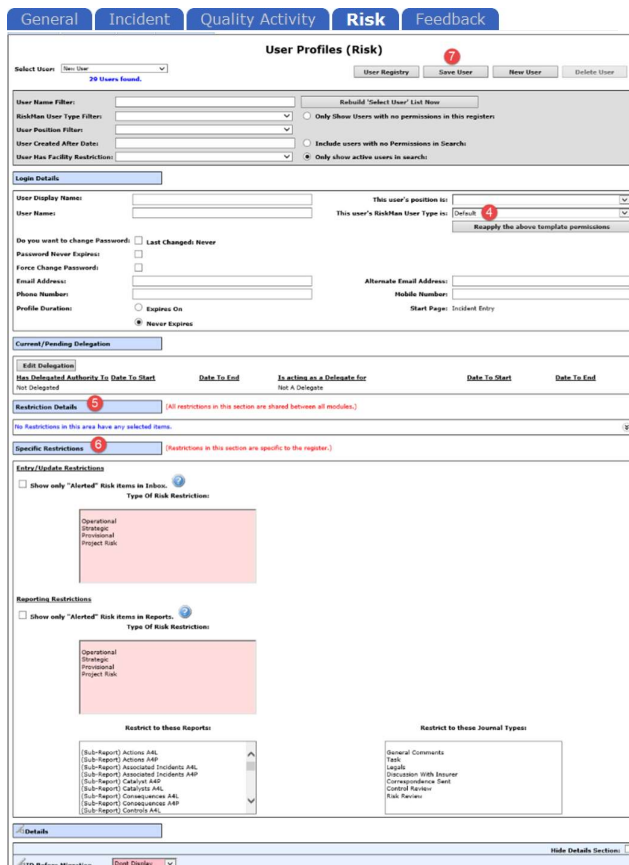 General Incident Quality Activity Risk Feedback
User Profiles (Risk)
7
Select User: New User
29 Users found.
User Registry Save User New User Delete User
User Name Filter: Rebuild 'Select User' List Now
RiskMan User Type Filter: Only Show Users with no permissions in this register:
User Position Filter:
User Created After Date: Include users with no Permissions in Search:
User Has Facility Restriction: Only show active users in search:
Login Details
User Display Name: This user's position is:
User Name: This user's RiskMan User Type is: Default 4
Reapply the above template permissions
Do you want to change Password: Last Changed: Never
Password Never Expires:
Force Change Password:
Email Address: Alternate Email Address:
Phone Number: Mobile Number:
Profile Duration: Expires On Start Page: Incident Entry
Never Expires
Current/Pending Delegation
Edit Delegation
Has Delegated Authority To Date To Start Date To End Is acting as a Delegate for Date To Start Date To End
Not Delegated Not A Delegate
Restriction Details 5 [All restrictions in this section are shared between all modules.]
No Restrictions in this area have any selected items.
Specific Restrictions 6 [Restrictions in this section are specific to the register.]
Entry/Update Restrictions
Show only "Alerted" Risk items in Inbox. ?
Type Of Risk Restriction:
Operational
Strategic
Provisional
Project Risk
Reporting Restrictions
Show only "Alerted" Risk items in Reports. ?
Type Of Risk Restriction:
Operational
Strategic
Provisional
Project Risk
Restrict to these Reports: Restrict to these Journal Types:
(Sub-Report) Actions A4L
(Sub-Report) Actions A4P
(Sub-Report) Associated Incidents A4L
(Sub-Report) Associated Incidents A4P
(Sub-Report) Catalyst A4P
(Sub-Report) Catalysts A4L
(Sub-Report) Consequences A4L
(Sub-Report) Consequences A4P
(Sub-Report) Controls A4L
General Comments
Task
Legals
Discussion With Insurer
Correspondence Sent
Control Review
Risk Review
Details
Hide Details Section:
ID Before Migration Dont Display